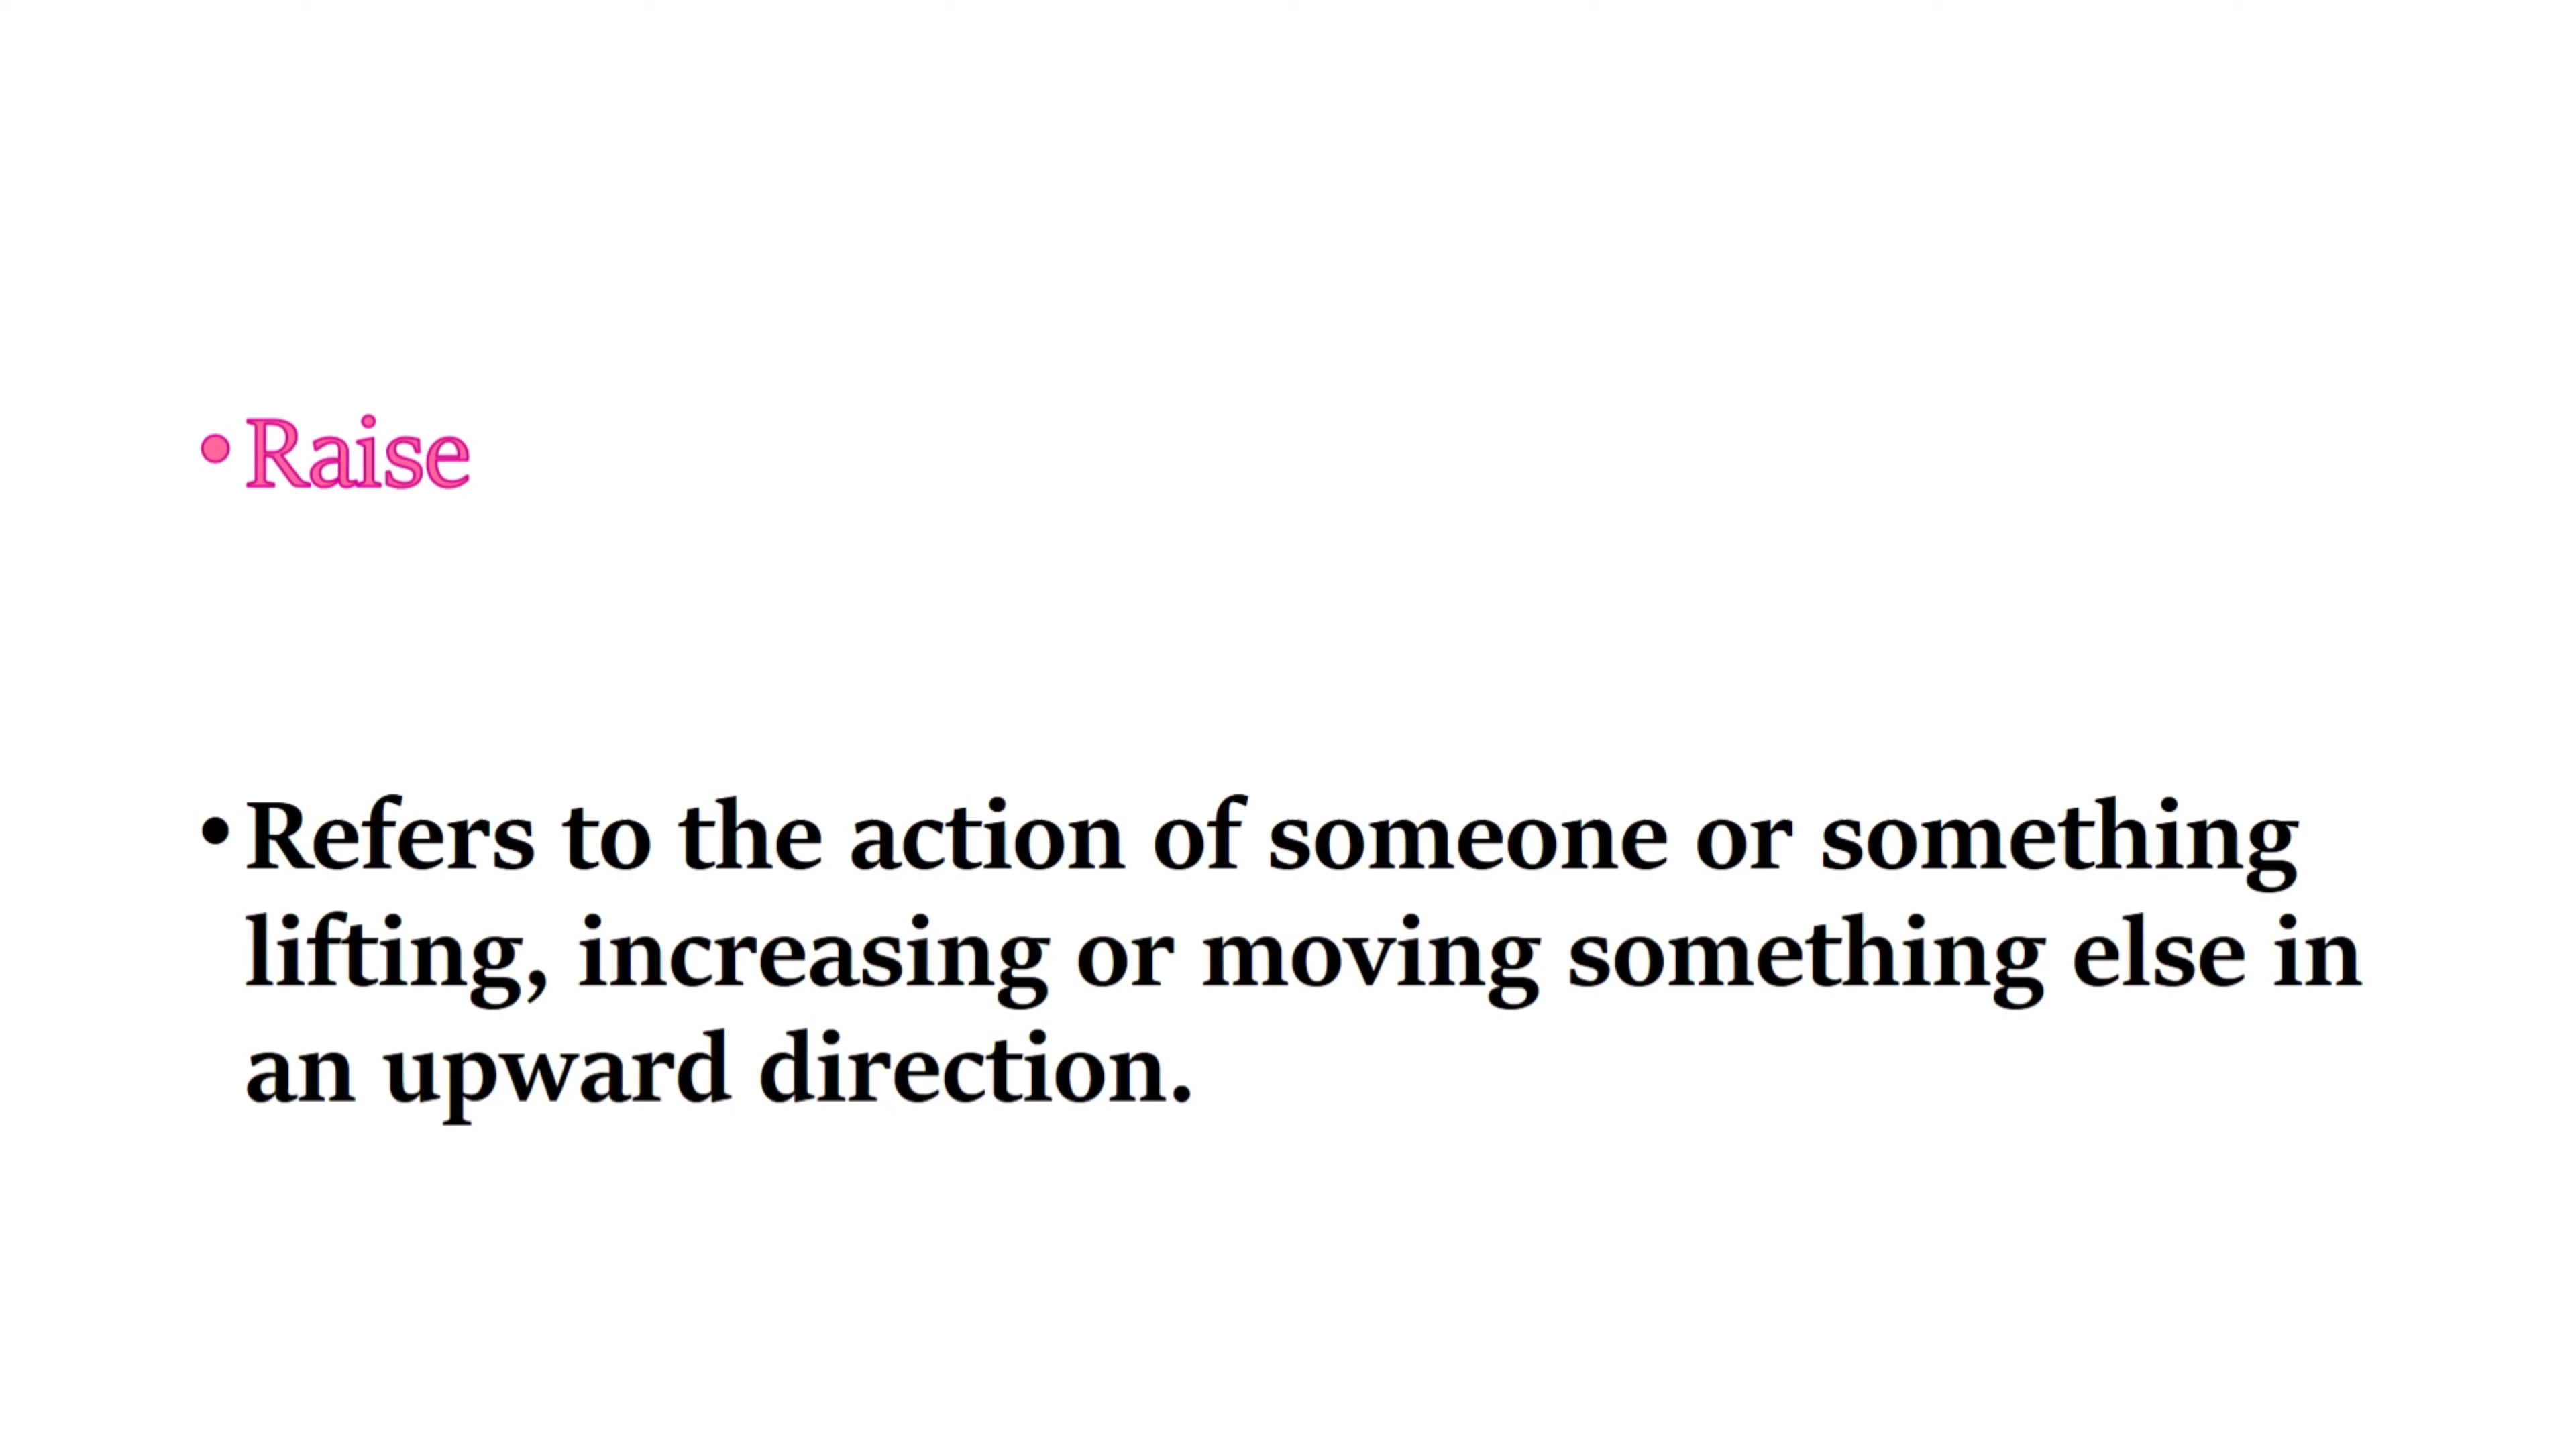 •Raise
•Refers to the action of someone or something
lifting, increasing or moving something else in
an upward direction.